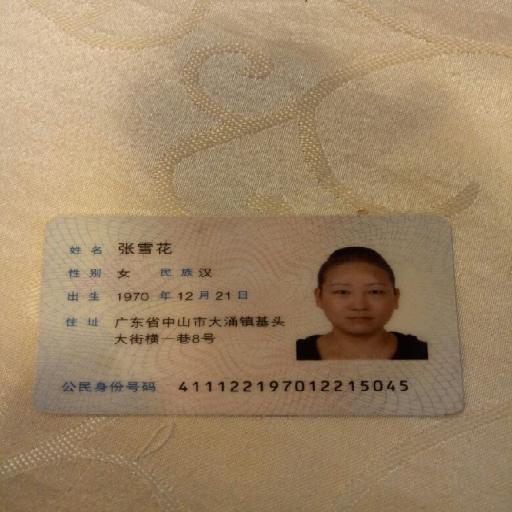 姓名 张雪花
性别 女 民族 汉
出生 1970 年 12 月 21 日
住址 广东省中山市大涌镇基头
大街横一巷8号
公民身份号码 411122197012215045